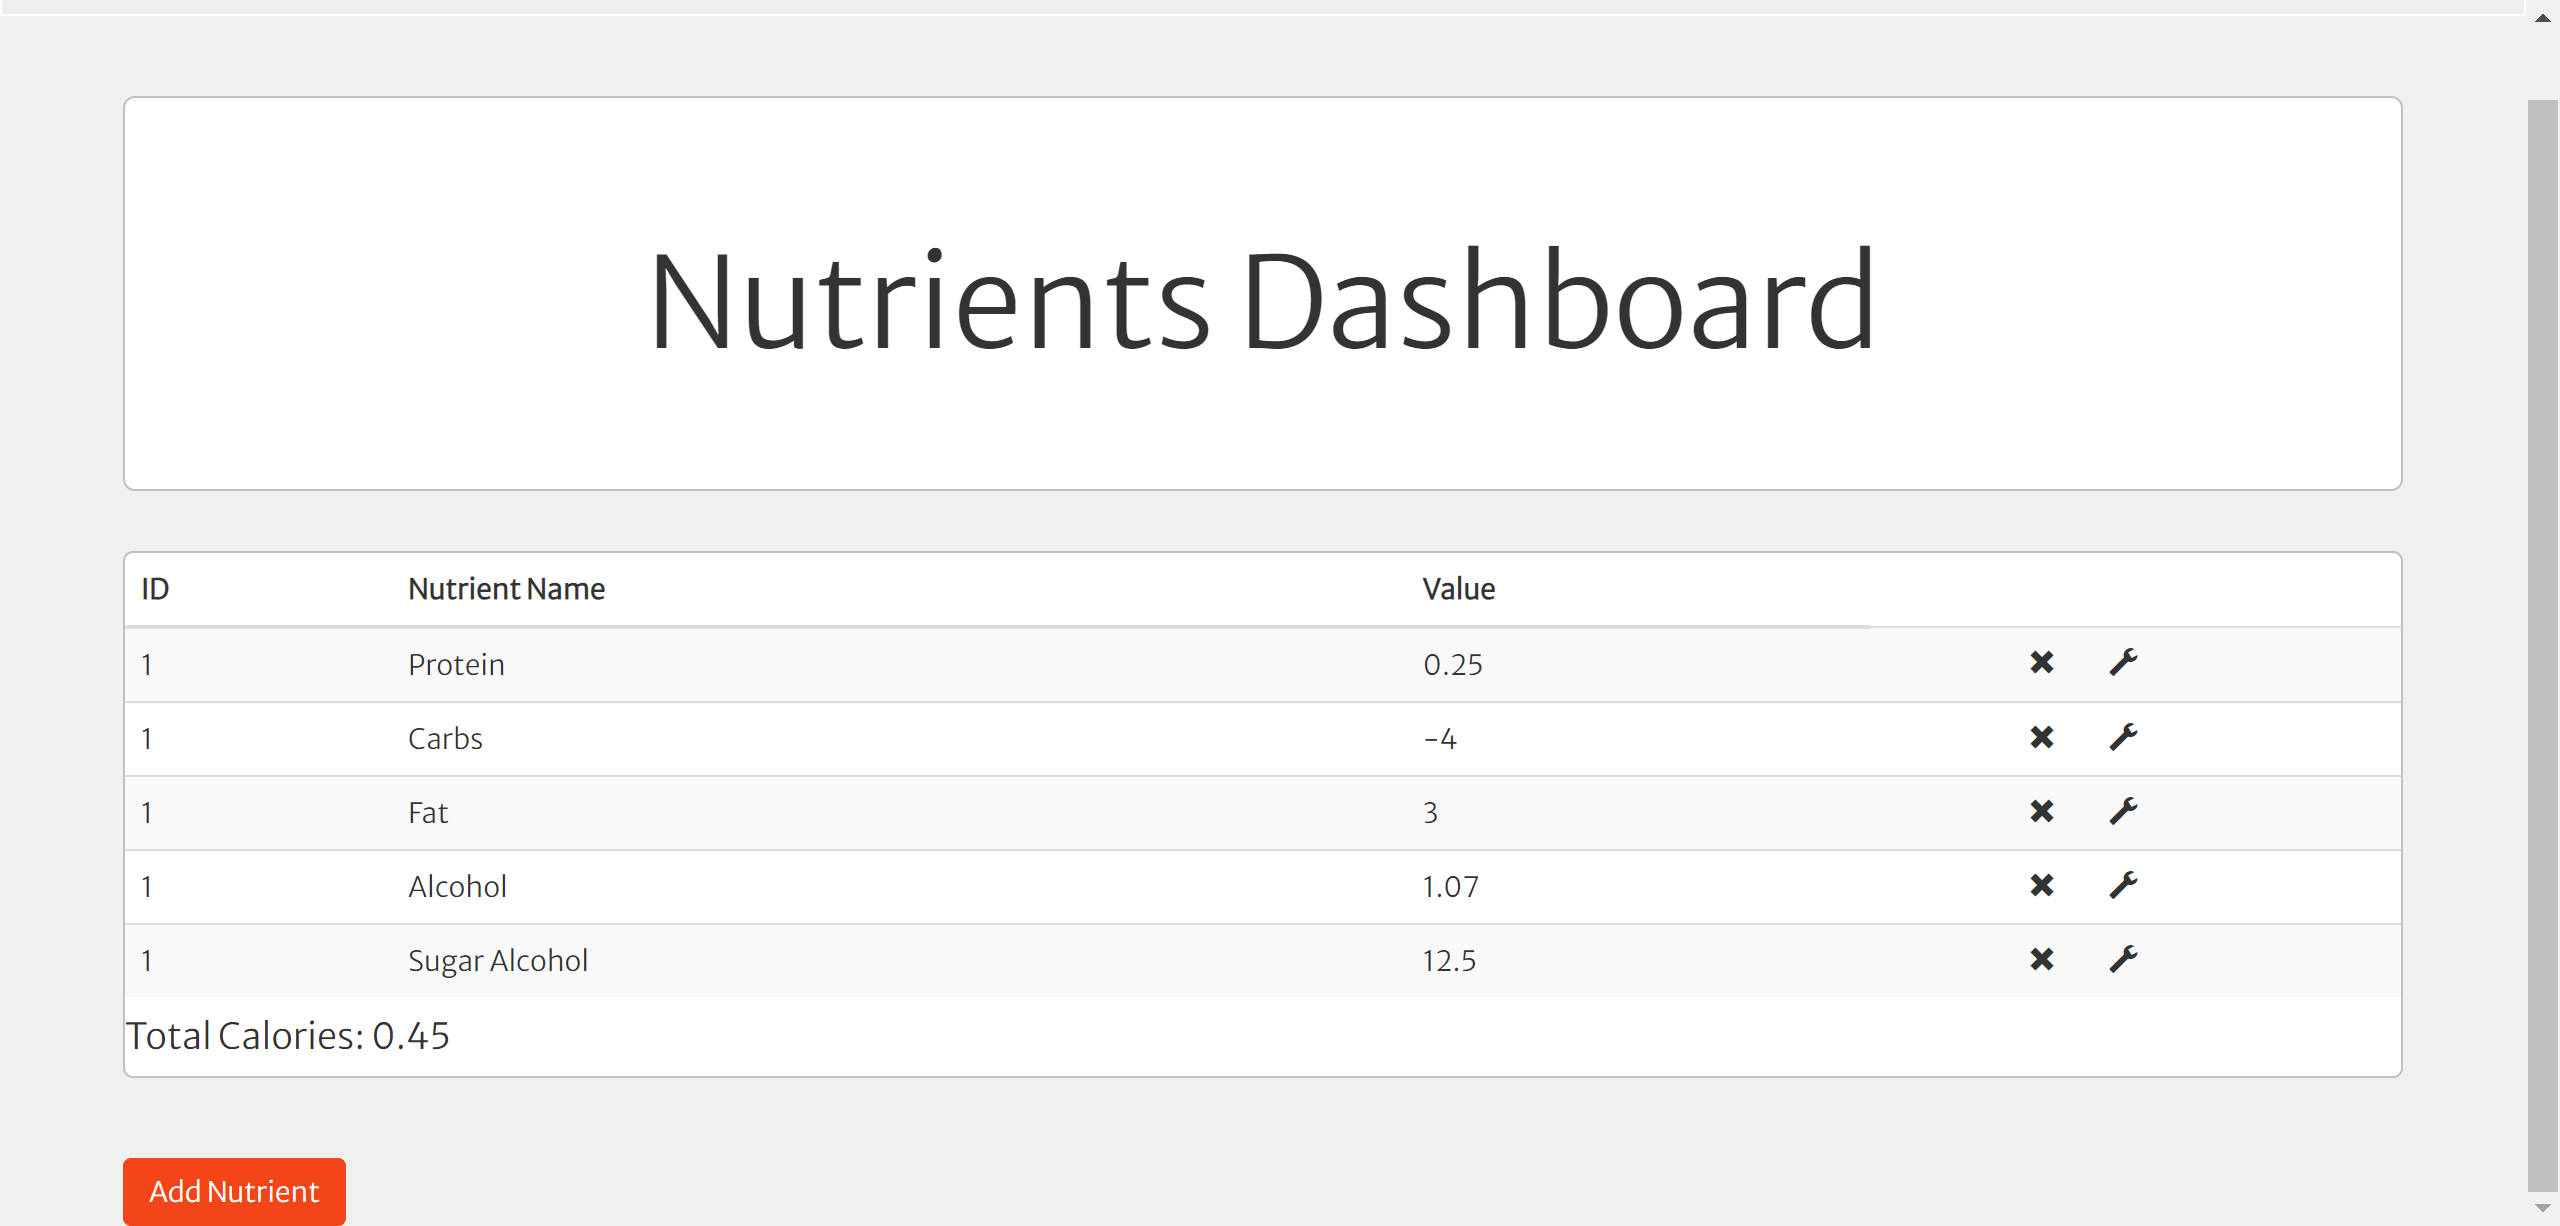 Nutrients Dashboard
ID Nutrient Name Value
1 Protein 0.25
1 Carbs -4
1 Fat 3
1 Alcohol 1.07
1 Sugar Alcohol 12.5
Total Calories: 0.45
Add Nutrient